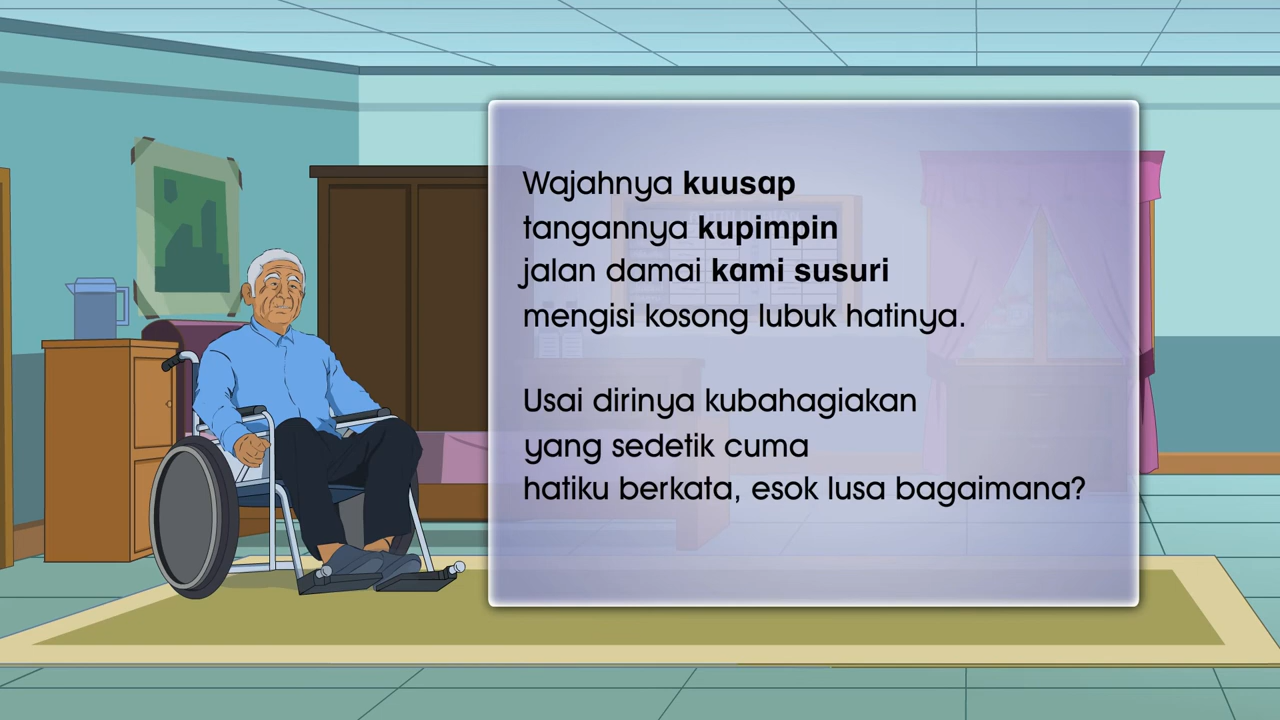 Wajahnya kuusap
tangannya kupimpin
jalan damai kami susuri
mengisi kosong lubuk hatinya.
Usai dirinya kubahagiakan
yang sedetik cuma
hatiku berkata, esok lusa bagaimana?